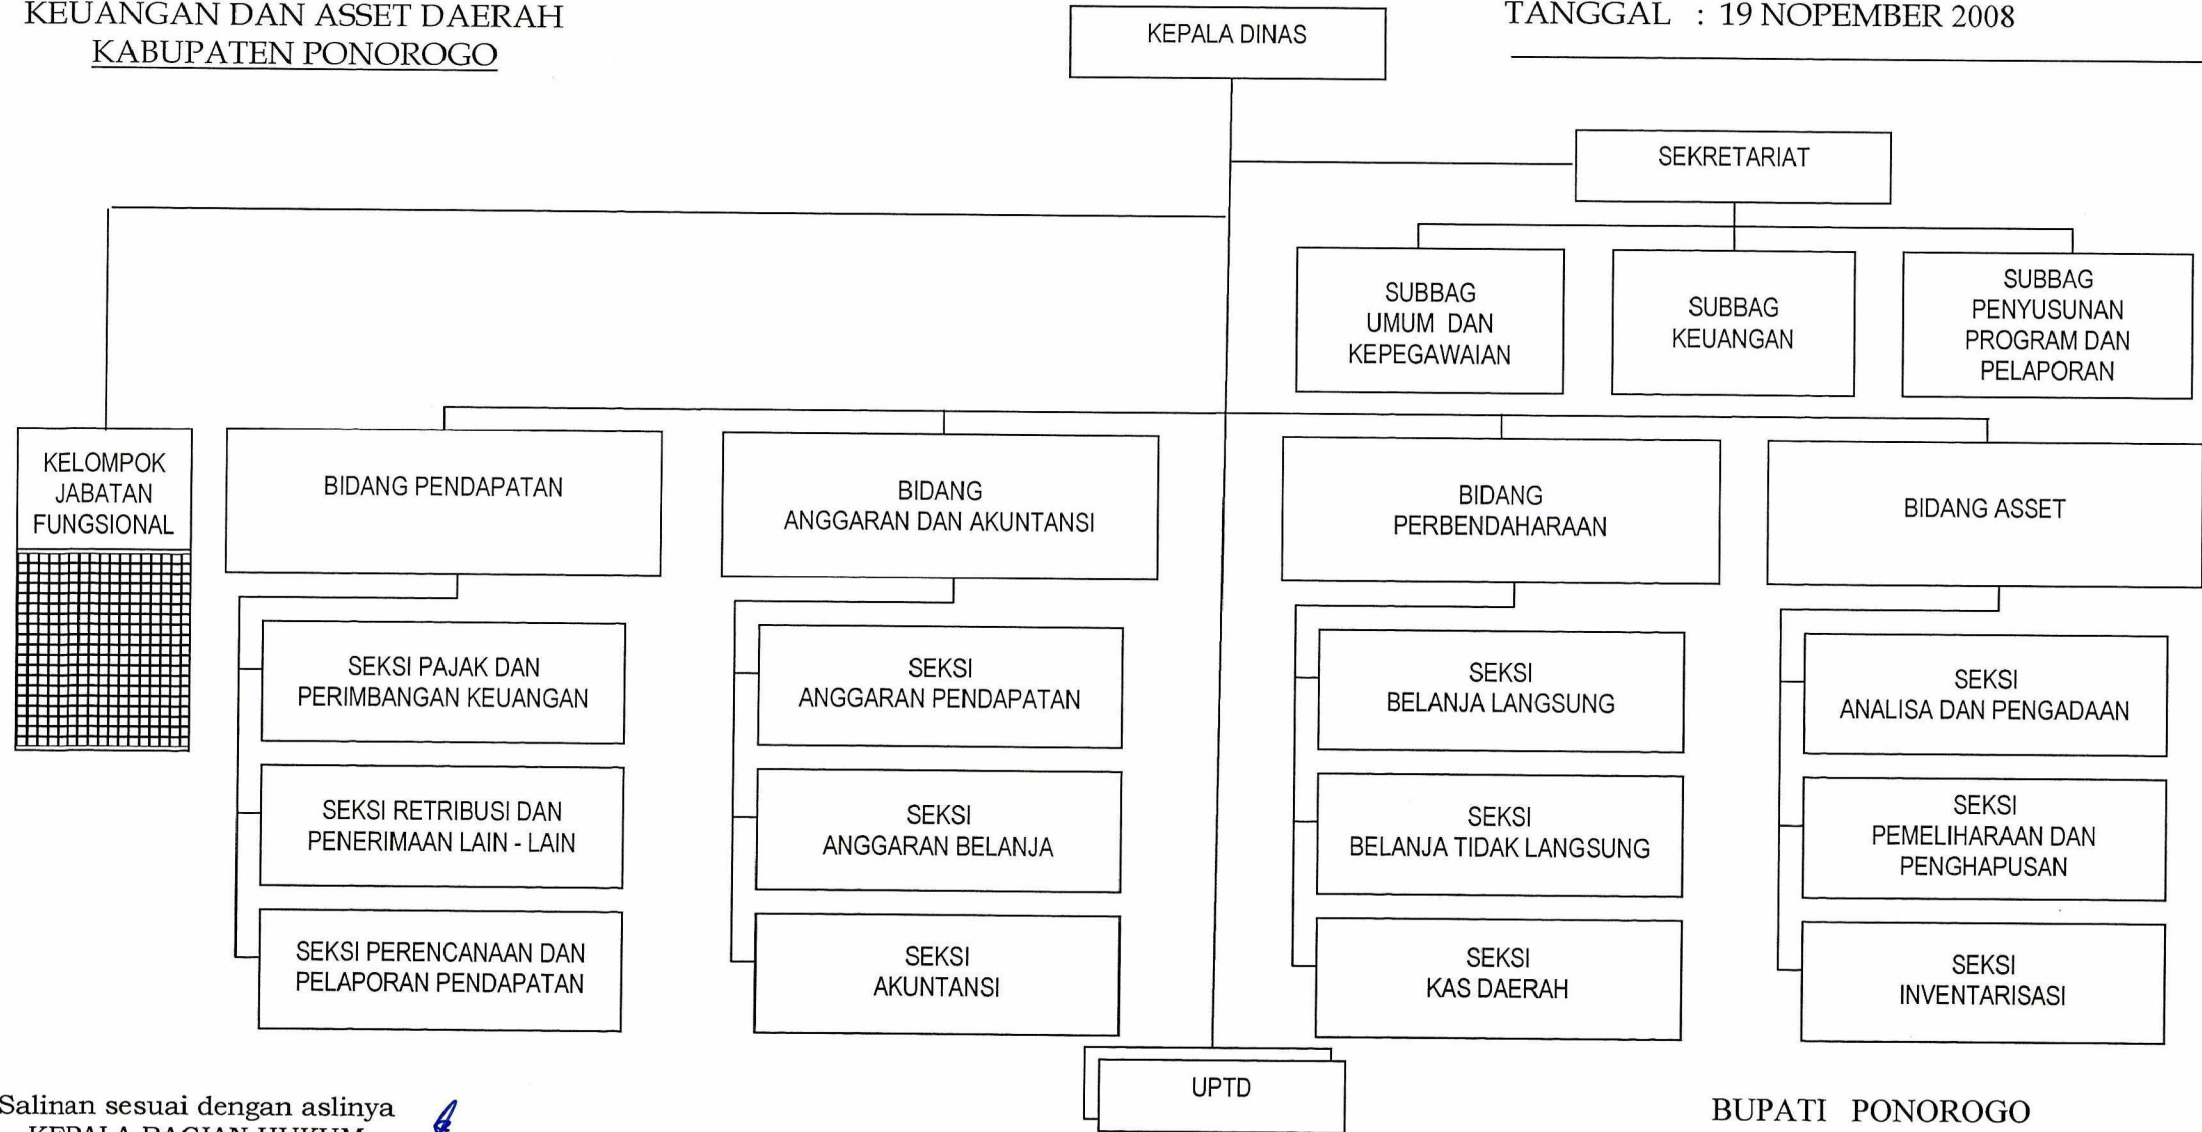 KEUANGAN DAN ASSET DAERAH
KABUPATEN PONOROGO
TANGGAL : 19 NOPEMBER 2008
KEPALA DINAS
SEKRETARIAT
SUBBAG
UMUM DAN
KEPEGAWAIAN
SUBBAG
KEUANGAN
SUBBAG
PENYUSUNAN
PROGRAM DAN
PELAPORAN
KELOMPOK
JABATAN
FUNGSIONAL
BIDANG PENDAPATAN
BIDANG
ANGGARAN DAN AKUNTANSI
BIDANG
PERBENDAHARAAN
BIDANG ASSET
SEKSI PAJAK DAN
PERIMBANGAN KEUANGAN
SEKSI RETRIBUSI DAN
PENERIMAAN LAIN - LAIN
SEKSI PERENCANAAN DAN
PELAPORAN PENDAPATAN
SEKSI
ANGGARAN PENDAPATAN
SEKSI
ANGGARAN BELANJA
SEKSI
AKUNTANSI
SEKSI
BELANJA LANGSUNG
SEKSI
BELANJA TIDAK LANGSUNG
SEKSI
KAS DAERAH
SEKSI
ANALISA DAN PENGADAAN
SEKSI
PEMELIHARAAN DAN
PENGHAPUSAN
SEKSI
INVENTARISASI
UPTD
Salinan sesuai dengan aslinya
KEPALA BAGIAN HUKUM
BUPATI PONOROGO